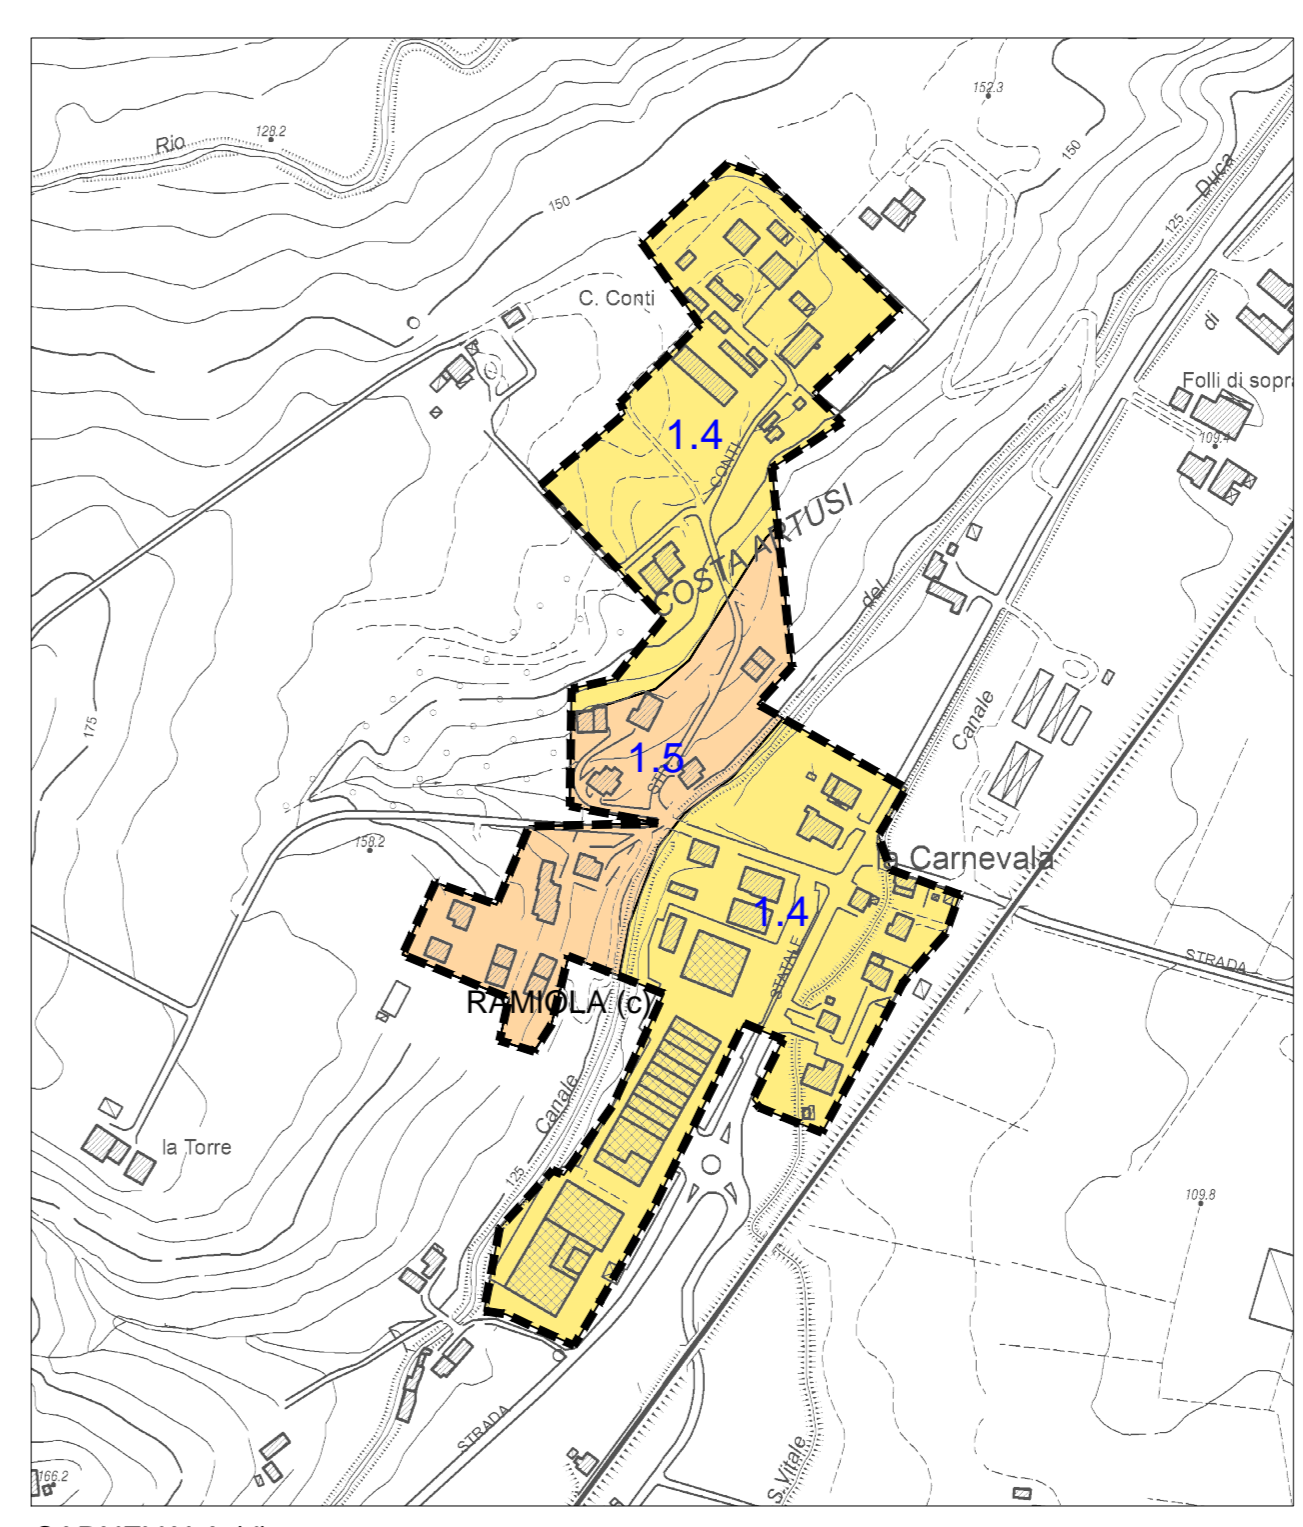 152.3
128.2
Rio
150
150
Duca
125
C. Conti
di
Folli di sopra
109.4
1.4
CONTI
COSTA ARTUSI
del
175
Canale
1.5
158.2
la Carnevala
1.4
STATALE
STRADA
RAMIOLA (c)
Canale
la Torre
125
109.8
STRADA
S.Vitale
166.2